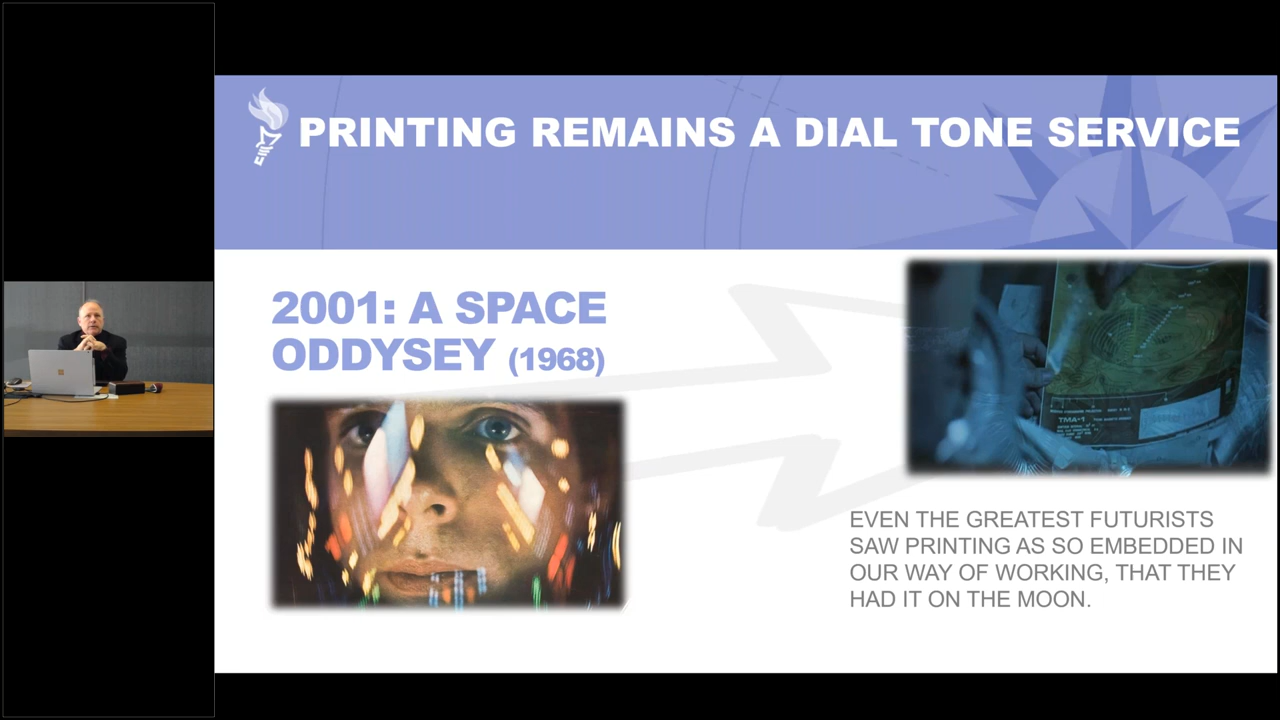 PRINTING REMAINS A DIAL TONE SERVICE
2001: A SPACE
ODDYSEY (1968)
TMA-1
EVEN THE GREATEST FUTURISTS
SAW PRINTING AS SO EMBEDDED IN
OUR WAY OF WORKING, THAT THEY
HAD IT ON THE MOON.